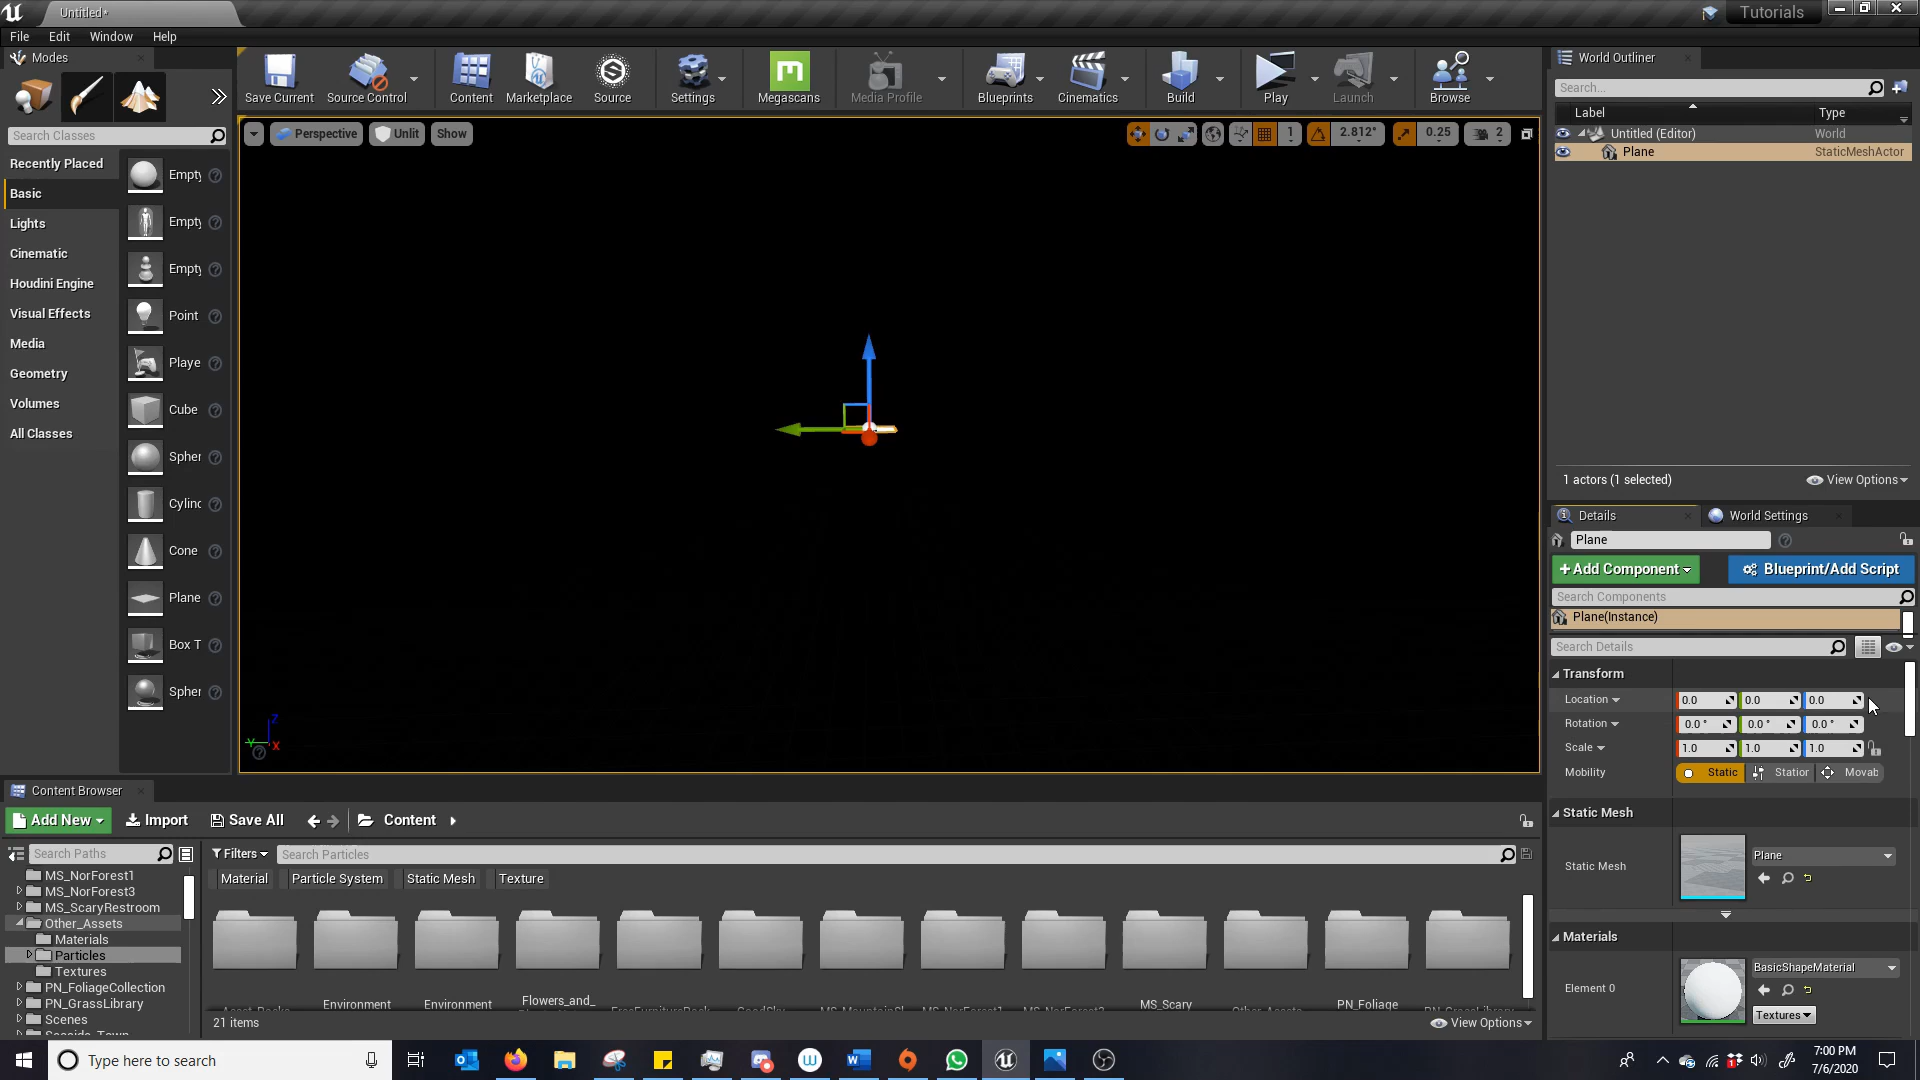 Untitled*
Tutorials
File Edit Window Help
Modes
Search Classes
Recently Placed
Basic
Lights
Cinematic
Houdini Engine
Visual Effects
Media
Geometry
Volumes
All Classes
Empty
Empty
Empty
Point
Playe
Cube
Spher
Cylinc
Cone
Plane
Box T
Spher
Save Current
Source Control
Content
Marketplace
Source
Settings
Megascans
Media Profile
Blueprints
Cinematics
Build
Play
Launch
Browse
Perspective
Unlit
Show
1
2.812°
0.25
2
Z
Y
X
World Outliner
Search...
Label Type
Untitled (Editor) World
Plane StaticMeshActor
1 actors (1 selected)
View Options
Details
World Settings
Plane
+Add Component
Blueprint/Add Script
Search Components
Plane(Instance)
Search Details
Transform
Location 0.0 0.0 0.0
Rotation 0.0 ° 0.0 ° 0.0 °
Scale 1.0 1.0 1.0
Mobility Static Station Movab
Static Mesh
Static Mesh
Plane
Materials
Element 0
BasicShapeMaterial
Textures
Content Browser
Add New
Import
Save All
Content
Search Paths
MS_NorForest1
MS_NorForest3
MS_ScaryRestroom
Other_Assets
Materials
Particles
Textures
PN_FoliageCollection
PN_GrassLibrary
Scenes
Seaside_Town
Filters
Search Particles
Material
Particle System
Static Mesh
Texture
Environment
Environment
Flowers_and_
MS_Scary
PN_Foliage
21 items
View Options
Type here to search
7:00 PM
7/6/2020